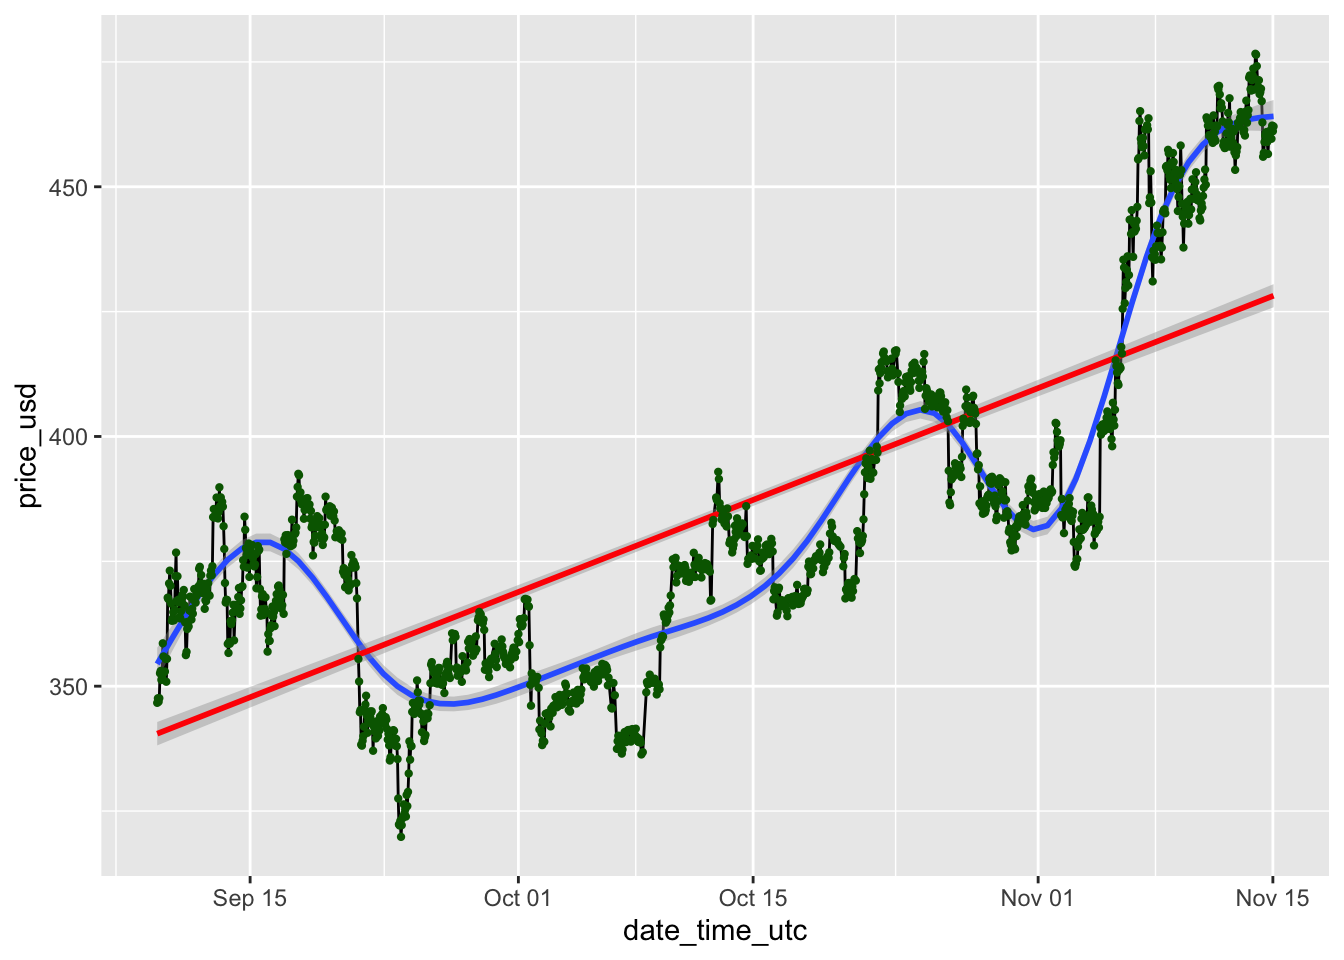 450
400
350
price_usd
Sep 15
Oct 01
Oct 15
Nov 01
Nov 15
date_time_utc